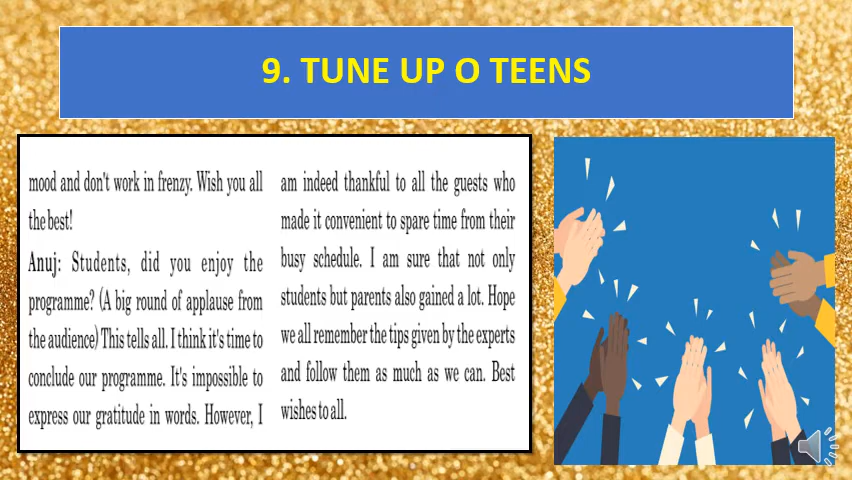 9. TUNE UP O TEENS
mood and don't work in frenzy. Wish you all
the best!
Anuj: Students, did you enjoy the
programme? (A big round of applause from
the audience) This tells all. I think it's time to
conclude our programme. It's impossible to
express our gratitude in words. However, I
am indeed thankful to all the guests who
made it convenient to spare time from their
busy schedule. I am sure that not only
students but parents also gained a lot. Hope
we all remember the tips given by the experts
and follow them as much as we can. Best
wishes to all.